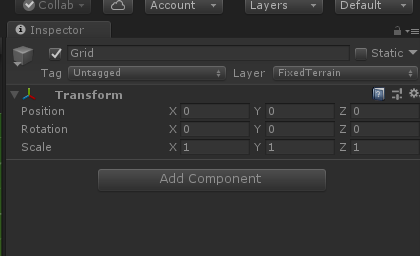 Collab Account Layers Default
Inspector
Grid Static
Tag Untagged Layer FixedTerrain
Transform
Position X 0 Y 0 Z 0
Rotation X 0 Y 0 Z 0
Scale X 1 Y 1 Z 1
Add Component